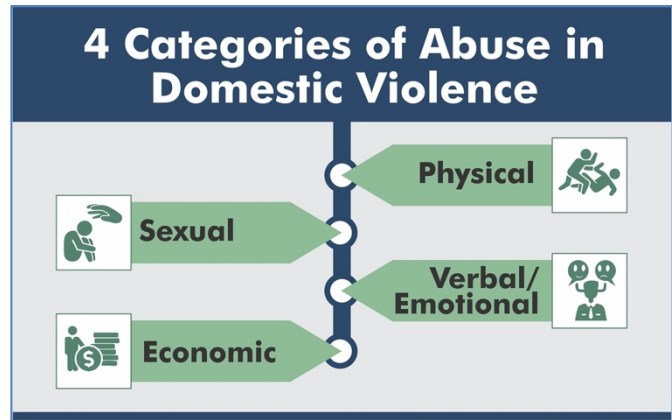 4 Categories of Abuse in
Domestic Violence
Physical
Sexual
Verbal/
Emotional
Economic
$